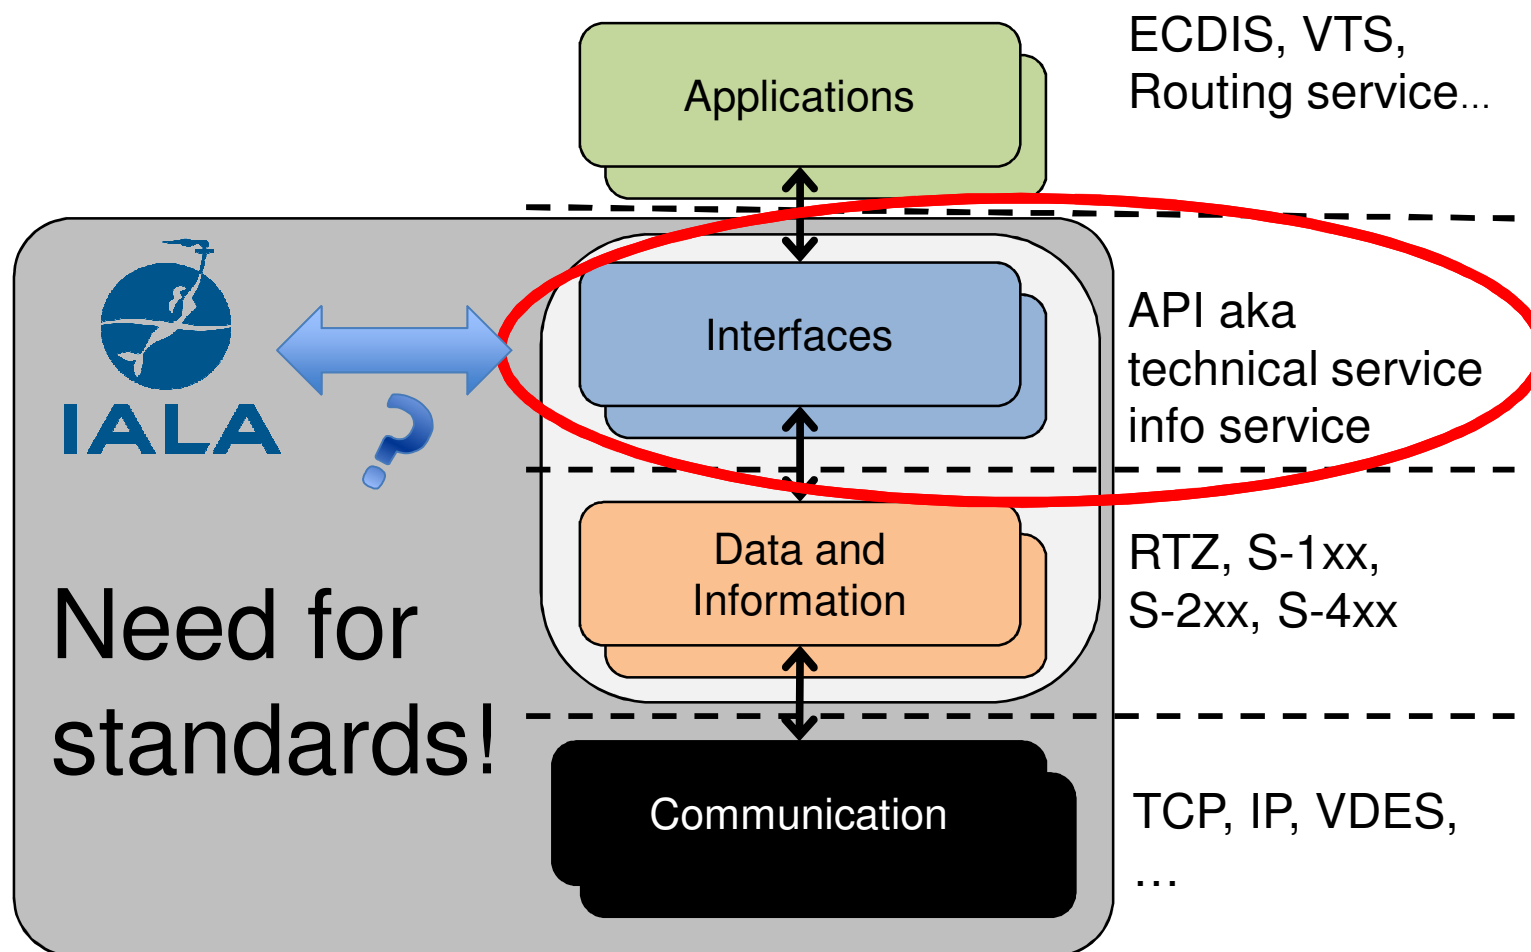 ECDIS, VTS,
Routing service...
Applications
Interfaces
API aka
technical service
info service
IALA
?
Data and
Information
RTZ, S-1xx,
S-2xx, S-4xx
Need for
standards!
Communication
TCP, IP, VDES,
...